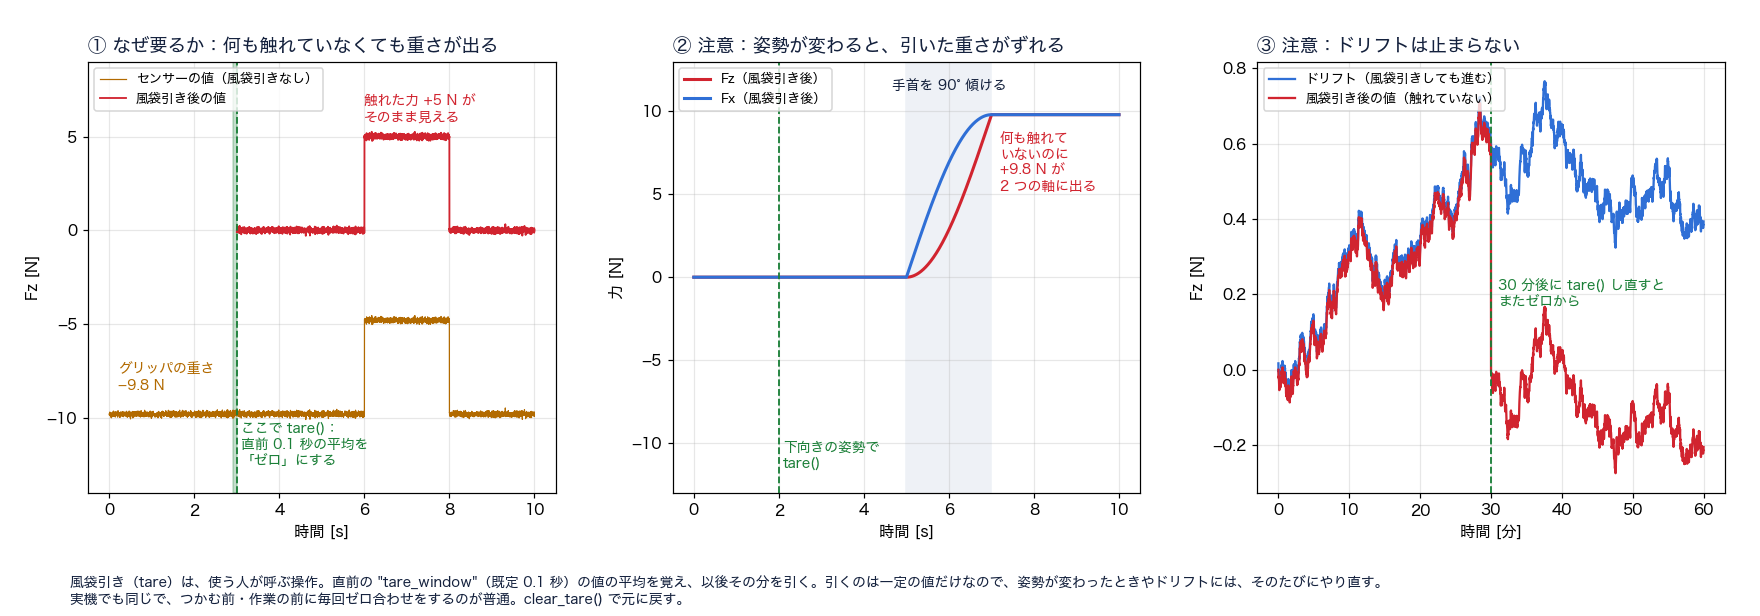 ① なぜ要るか：何も触れていなくても重さが出る
センサーの値（風袋引きなし）
風袋引き後の値
触れた力 +5 N が
そのまま見える
グリッパの重さ
−9.8 N
ここで tare()：
直前 0.1 秒の平均を
「ゼロ」にする
Fz [N]
5
0
−5
−10
0 2 4 6 8 10
時間 [s]
② 注意：姿勢が変わると、引いた重さがずれる
Fz（風袋引き後）
Fx（風袋引き後）
手首を 90° 傾ける
何も触れて
いないのに
+9.8 N が
2 つの軸に出る
下向きの姿勢で
tare()
力 [N]
10
5
0
−5
−10
0 2 4 6 8 10
時間 [s]
③ 注意：ドリフトは止まらない
ドリフト（風袋引きしても進む）
風袋引き後の値（触れていない）
30 分後に tare() し直すと
またゼロから
Fz [N]
0.8
0.6
0.4
0.2
0.0
−0.2
0 10 20 30 40 50 60
時間 [分]
風袋引き（tare）は、使う人が呼ぶ操作。直前の "tare_window"（既定 0.1 秒）の値の平均を覚え、以後その分を引く。引くのは一定の値だけなので、姿勢が変わったときやドリフトには、そのたびにやり直す。
実機でも同じで、つかむ前・作業の前に毎回ゼロ合わせをするのが普通。clear_tare() で元に戻す。